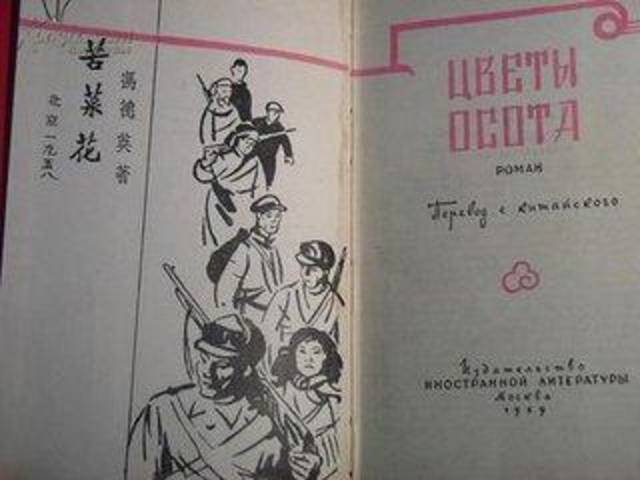 馮德英著
苦菜花
北京一九五八
ЦВЕТЫ
ОСОТА
РОМАН
Перевод с китайского
Издательство
ИНОСТРАННОЙ ЛИТЕРАТУРЫ
Москва
1959